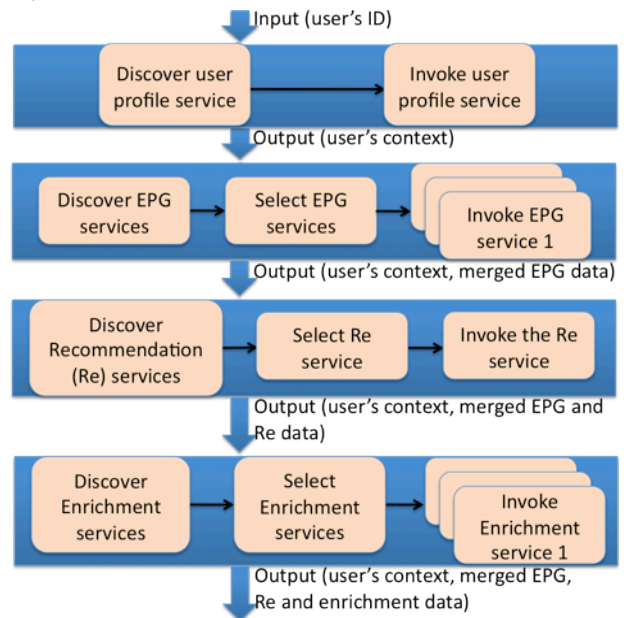 Input (user's ID)
Discover user
profile service
Invoke user
profile service
Output (user's context)
Discover EPG
services
Select EPG
services
Invoke EPG
service 1
Output (user's context, merged EPG data)
Discover
Recommendation
(Re) services
Select Re
service
Invoke the Re
service
Output (user's context, merged EPG and
Re data)
Discover
Enrichment
services
Select
Enrichment
services
Invoke
Enrichment
service 1
Output (user's context, merged EPG,
Re and enrichment data)